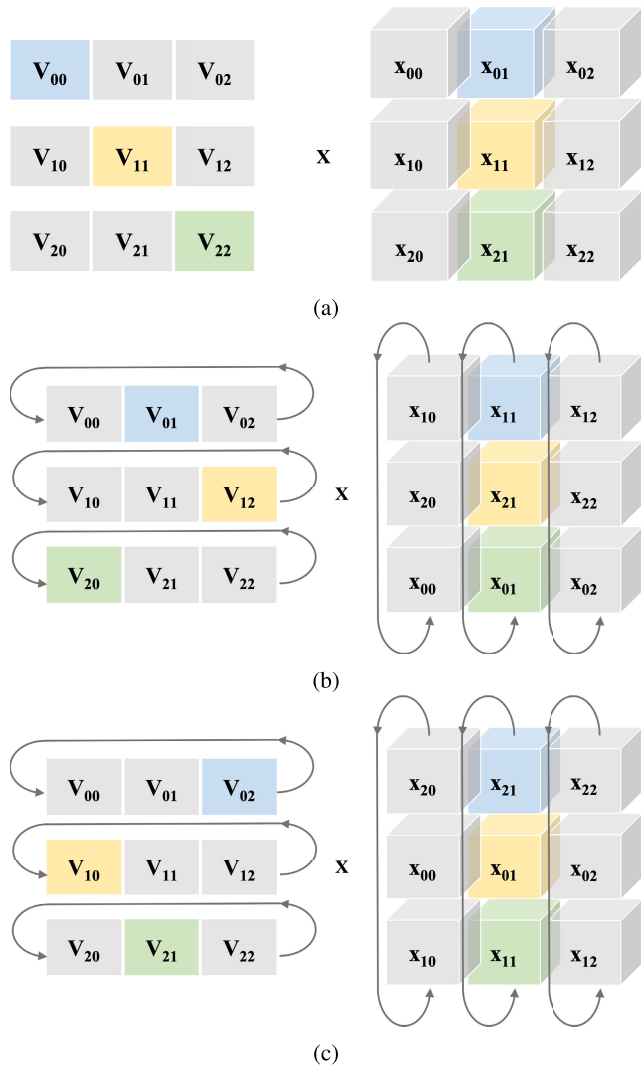 V00 V01 V02 x00 x01 x02
V10 V11 V12 X x10 x11 x12
V20 V21 V22 x20 x21 x22
(a)
V00 V01 V02 x10 x11 x12
V10 V11 V12 X x20 x21 x22
V20 V21 V22 x00 x01 x02
(b)
V00 V01 V02 x20 x21 x22
V10 V11 V12 X x00 x01 x02
V20 V21 V22 x10 x11 x12
(c)